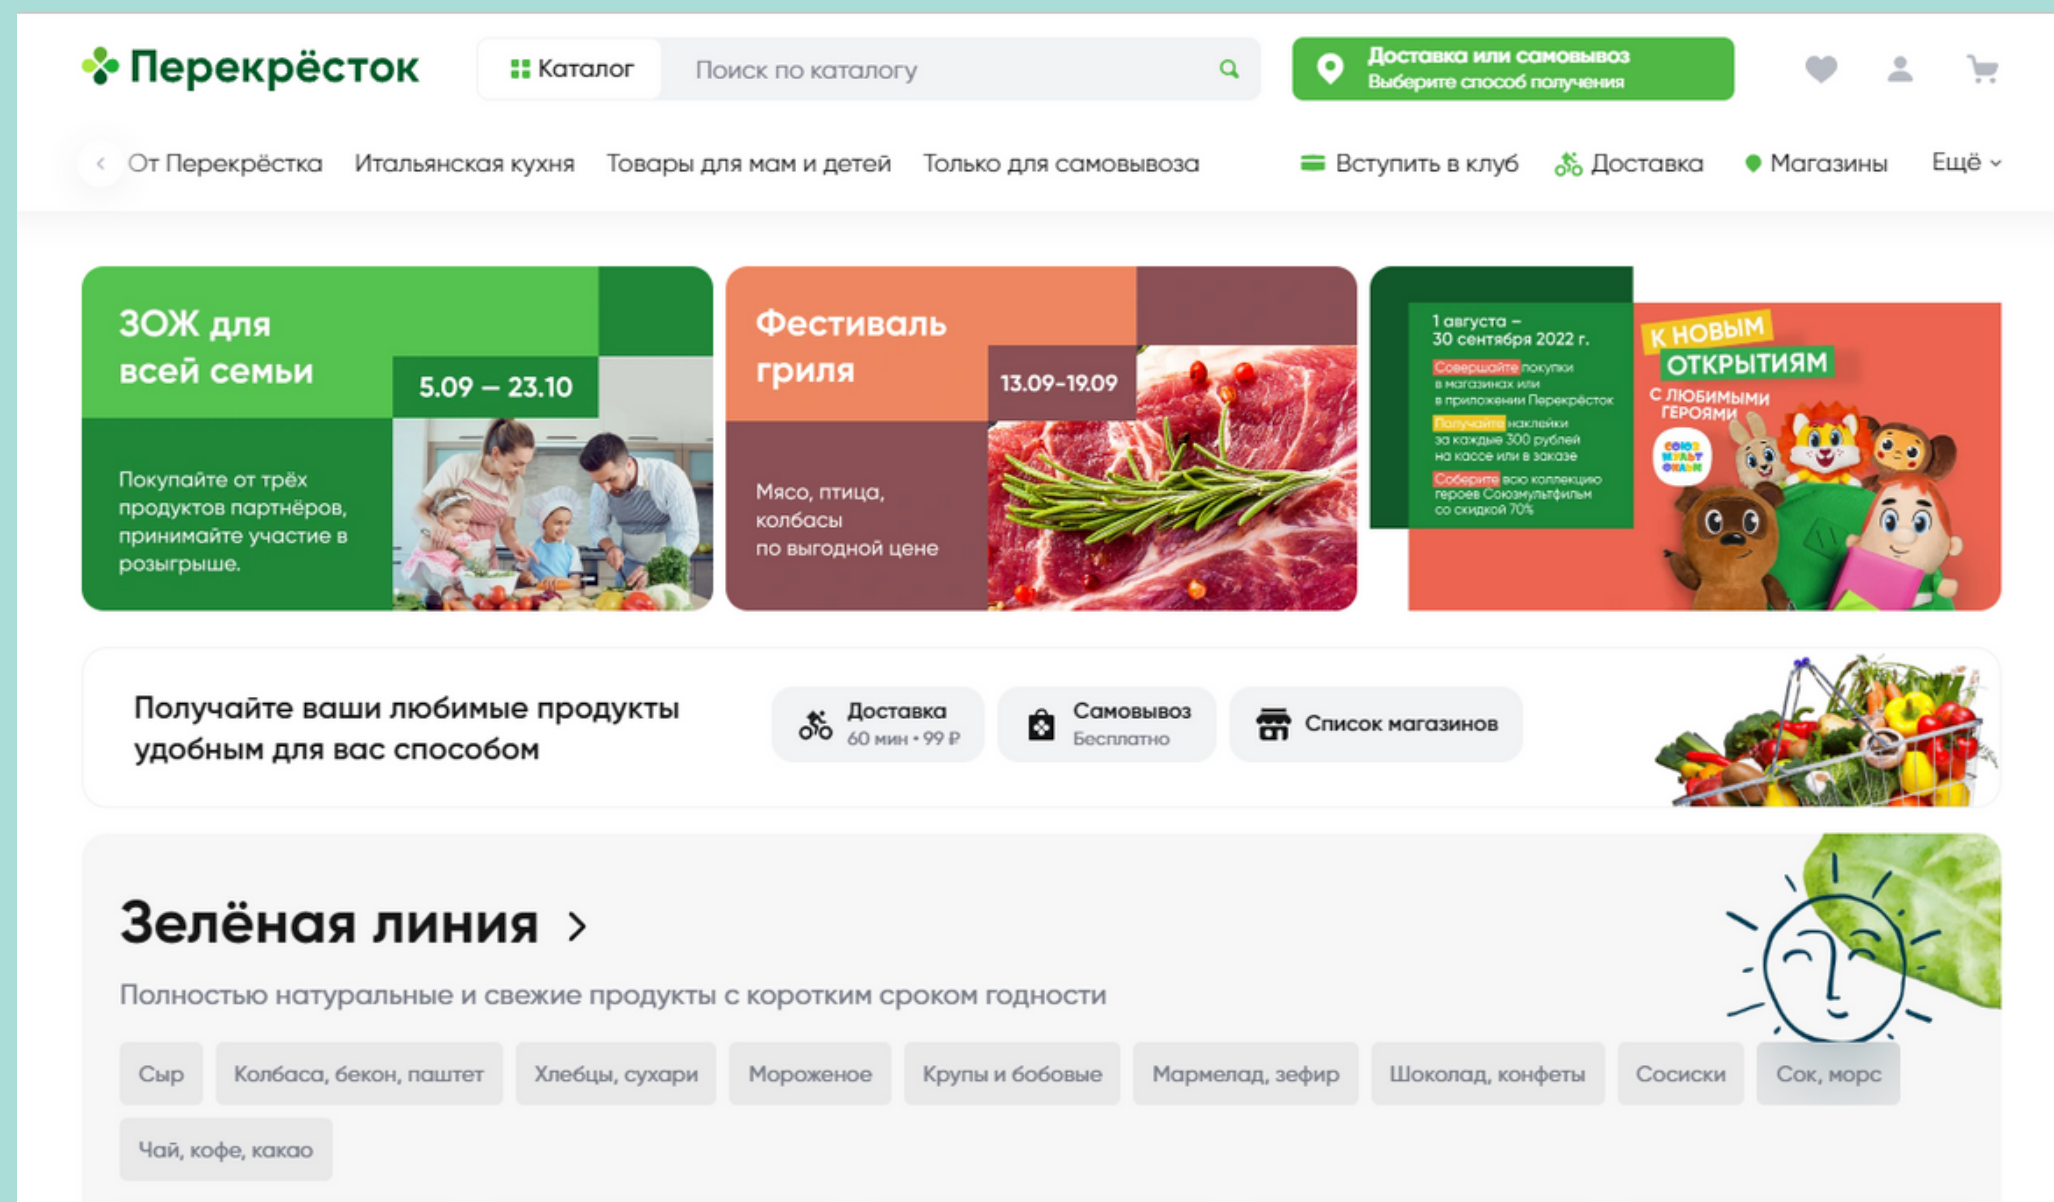 Перекрёсток
Каталог
Поиск по каталогу
Доставка или самовывоз
Выберите способ получения
От Перекрёстка
Итальянская кухня
Товары для мам и детей
Только для самовывоза
Вступить в клуб
Доставка
Магазины
Ещё
ЗОЖ для
всей семьи
5.09 — 23.10
Покупайте от трёх
продуктов партнёров,
принимайте участие в
розыгрыше.
Фестиваль
гриля
13.09-19.09
Мясо, птица,
колбасы
по выгодной цене
1 августа –
30 сентября 2022 г.
Совершайте покупки
в магазинах или
в приложении Перекрёсток
Получайте наклейки
за каждые 300 рублей
на кассе или в заказе
Соберите всю коллекцию
героев Союзмультфильм
со скидкой 70%
К НОВЫМ
ОТКРЫТИЯМ
С ЛЮБИМЫМИ
ГЕРОЯМИ
СОЮЗ
МУЛЬТ
ФИЛЬМ
Получайте ваши любимые продукты
удобным для вас способом
Доставка
60 мин • 99 ₽
Самовывоз
Бесплатно
Список магазинов
Зелёная линия
Полностью натуральные и свежие продукты с коротким сроком годности
Сыр
Колбаса, бекон, паштет
Хлебцы, сухари
Мороженое
Крупы и бобовые
Мармелад, зефир
Шоколад, конфеты
Сосиски
Сок, морс
Чай, кофе, какао